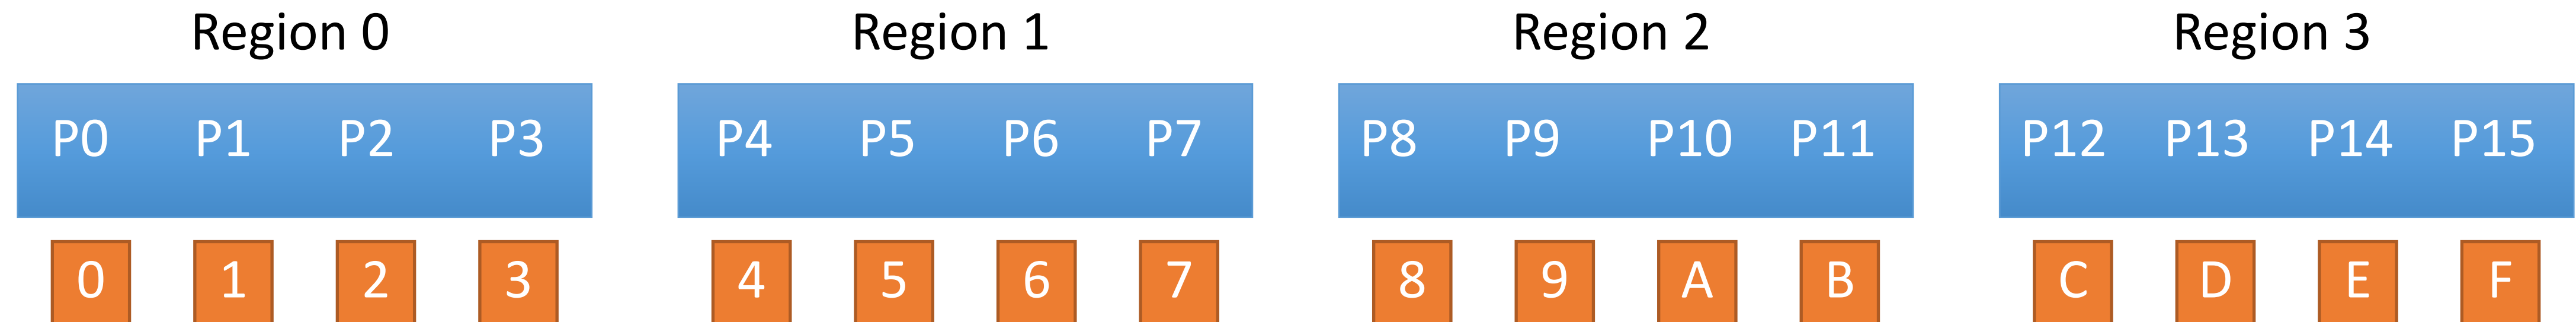 Region 0 Region 1 Region 2 Region 3
P0 P1 P2 P3 P4 P5 P6 P7 P8 P9 P10 P11 P12 P13 P14 P15
0 1 2 3 4 5 6 7 8 9 A B C D E F